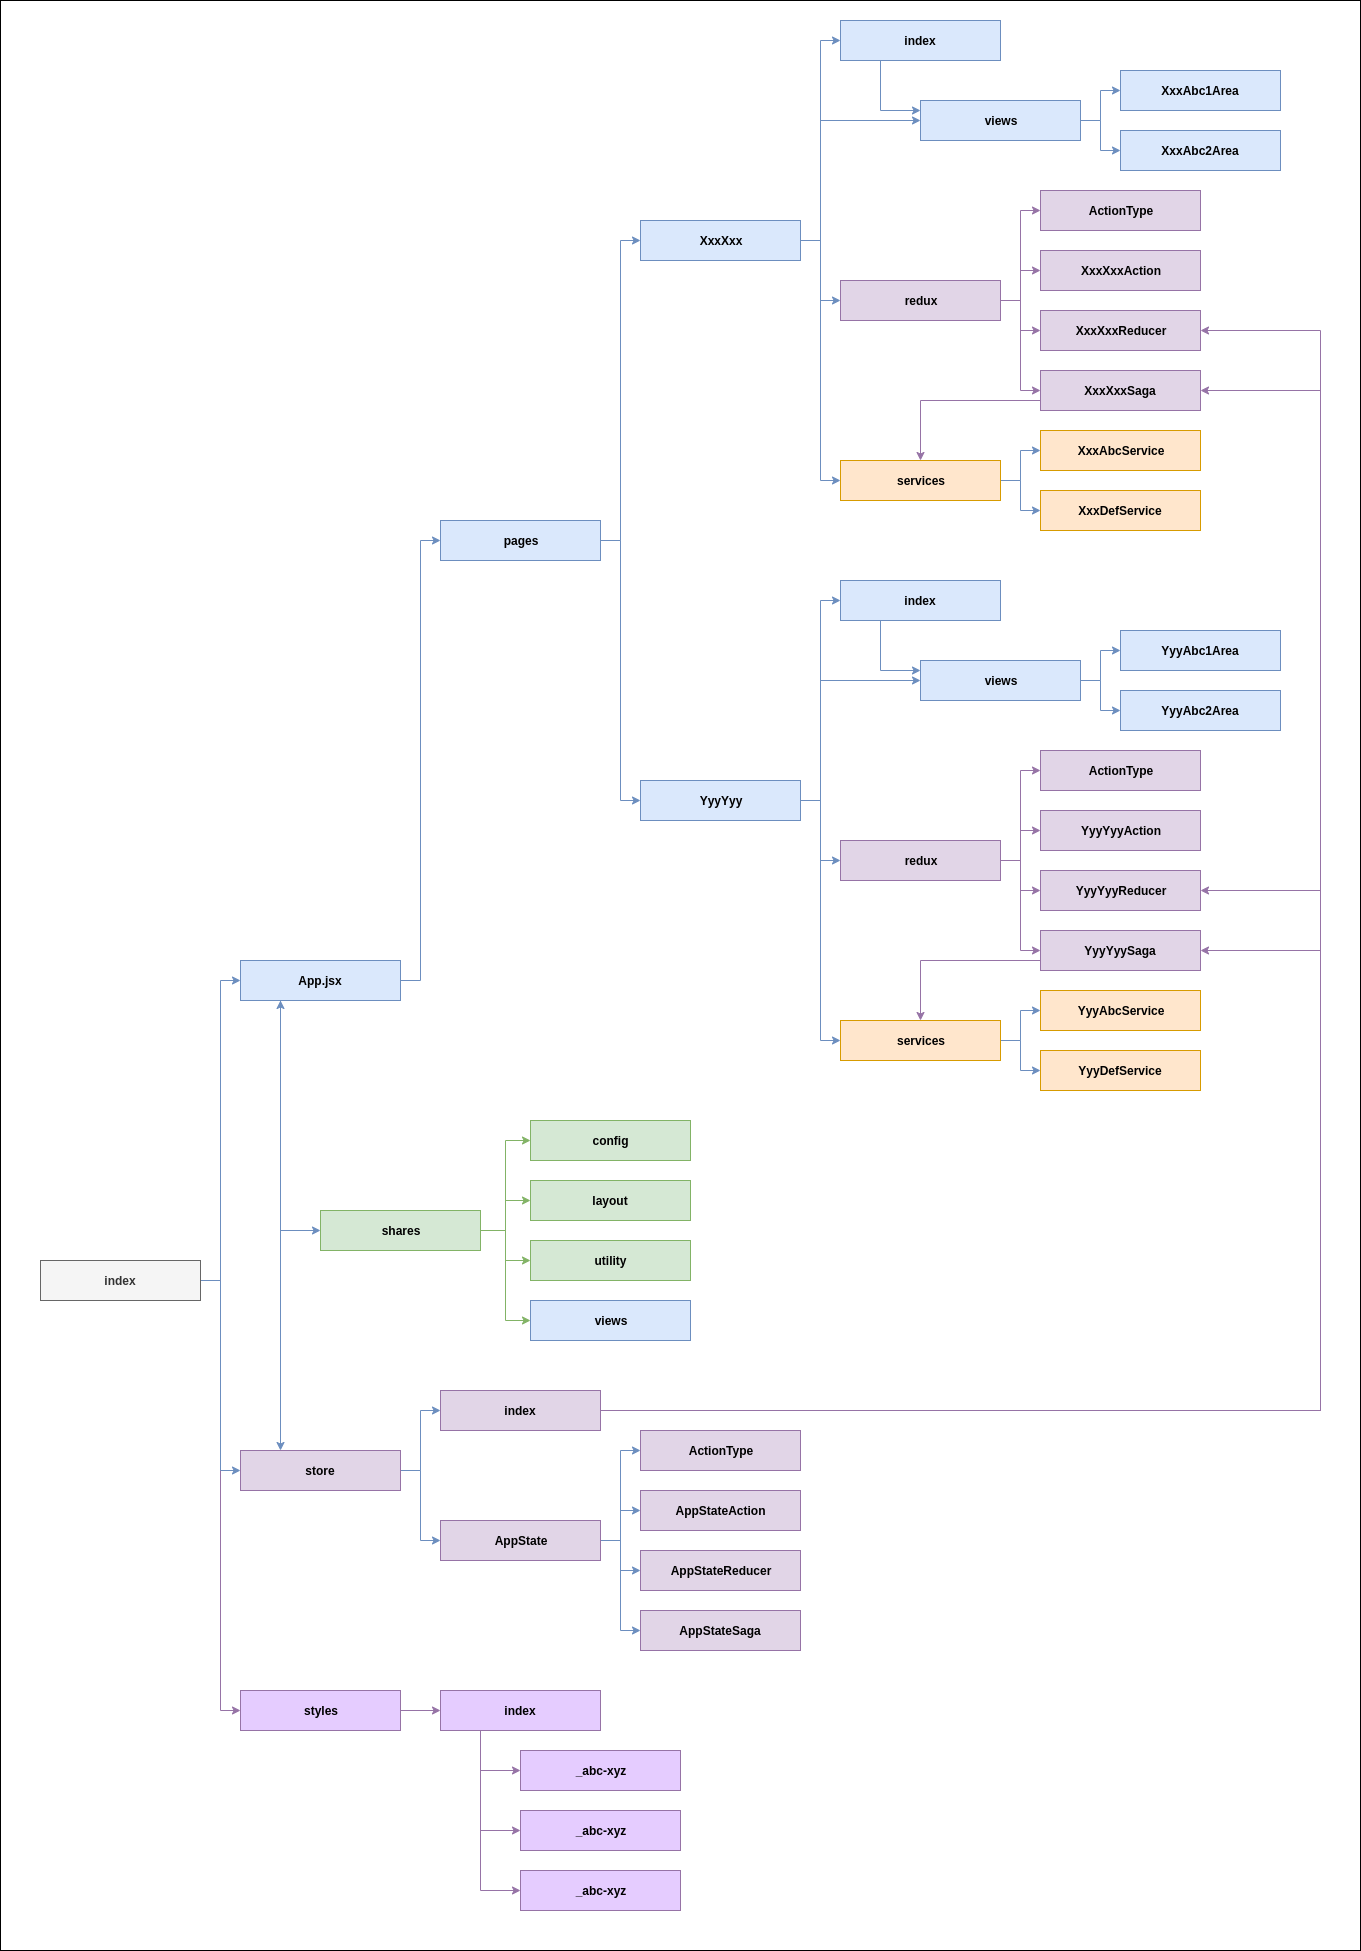 index
XxxAbc1Area
views
XxxAbc2Area
ActionType
XxxXxx
XxxXxxAction
redux
XxxXxxReducer
XxxXxxSaga
XxxAbcService
services
XxxDefService
pages
index
YyyAbc1Area
views
YyyAbc2Area
ActionType
YyyYyy
YyyYyyAction
redux
YyyYyyReducer
YyyYyySaga
App.jsx
YyyAbcService
services
YyyDefService
config
layout
shares
utility
index
views
index
ActionType
store
AppStateAction
AppState
AppStateReducer
AppStateSaga
styles
index
_abc-xyz
_abc-xyz
_abc-xyz